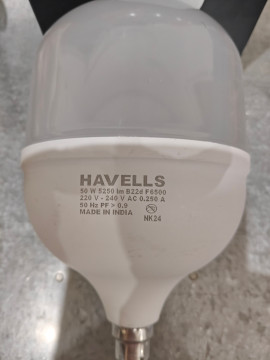 HAVELLS
50 W 5250 lm B22d F6500
220 V - 240 V AC 0.250 A
50 Hz PF > 0.9
MADE IN INDIA
NK24